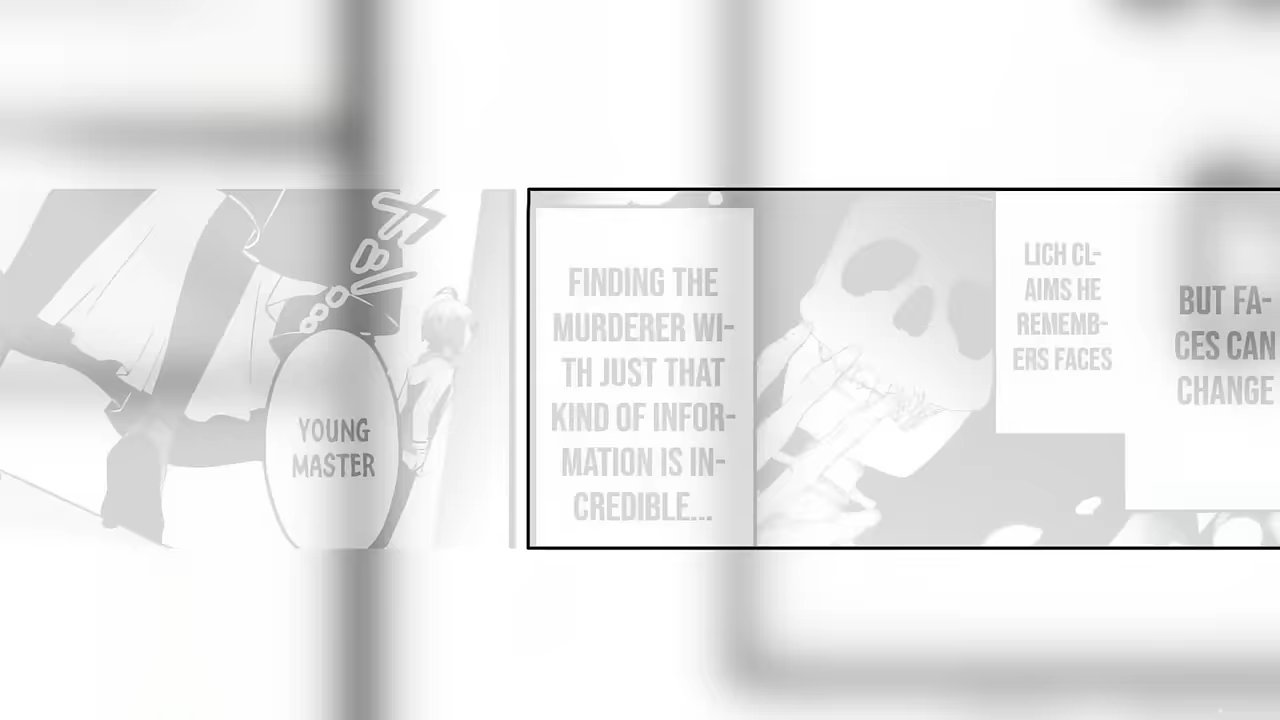 YOUNG
MASTER
FINDING THE
MURDERER WI-
TH JUST THAT
KIND OF INFOR-
MATION IS IN-
CREDIBLE...
LICH CL-
AIMS HE
REMEMB-
ERS FACES
BUT FA-
CES CAN
CHANGE